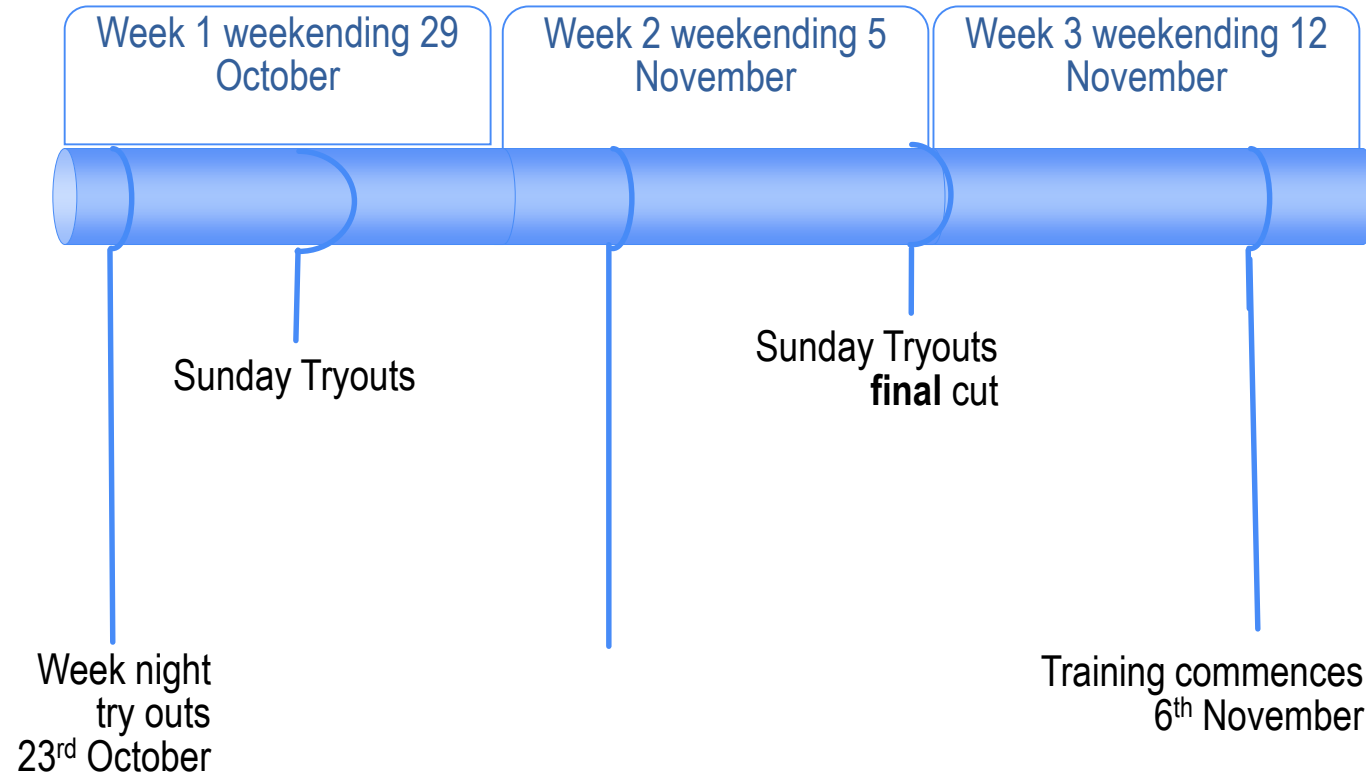 Week 1 weekending 29
October
Week 2 weekending 5
November
Week 3 weekending 12
November
Sunday Tryouts
Sunday Tryouts
final cut
Week night
try outs
23rd October
Training commences
6th November